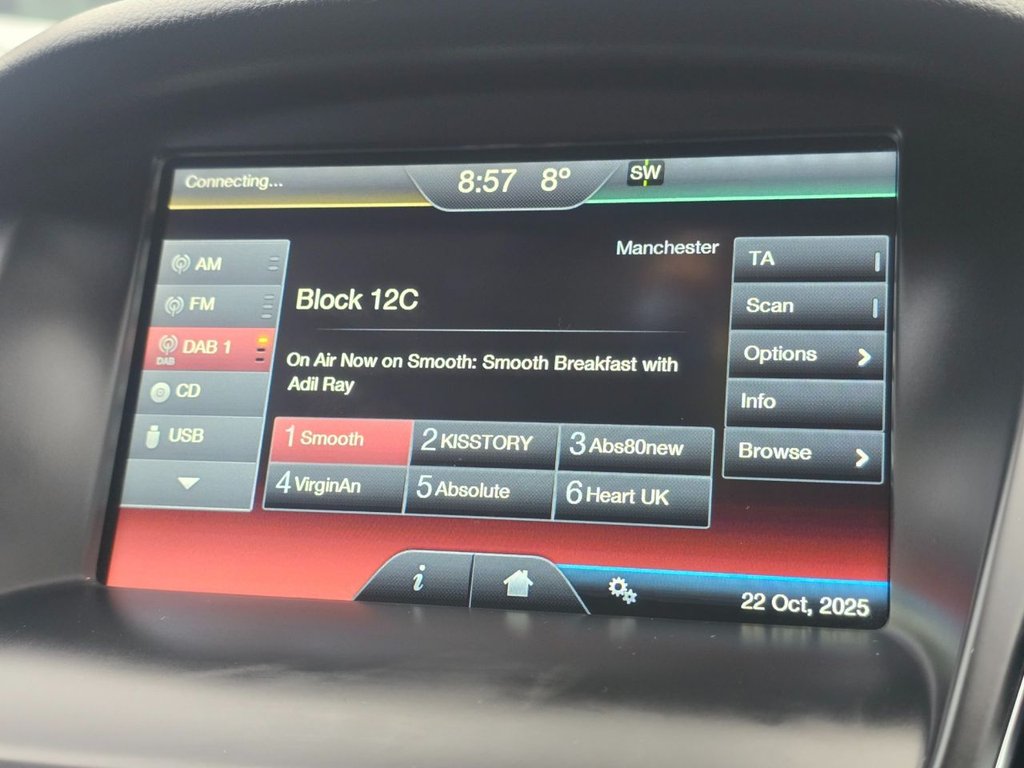 Connecting...
8:57 8°
SW
Manchester
AM
FM
DAB 1
DAB
CD
USB
Block 12C
On Air Now on Smooth: Smooth Breakfast with
Adil Ray
1 Smooth
2 KISSTORY
3 Abs80new
4 VirginAn
5 Absolute
6 Heart UK
TA
Scan
Options
Info
Browse
i
22 Oct, 2025